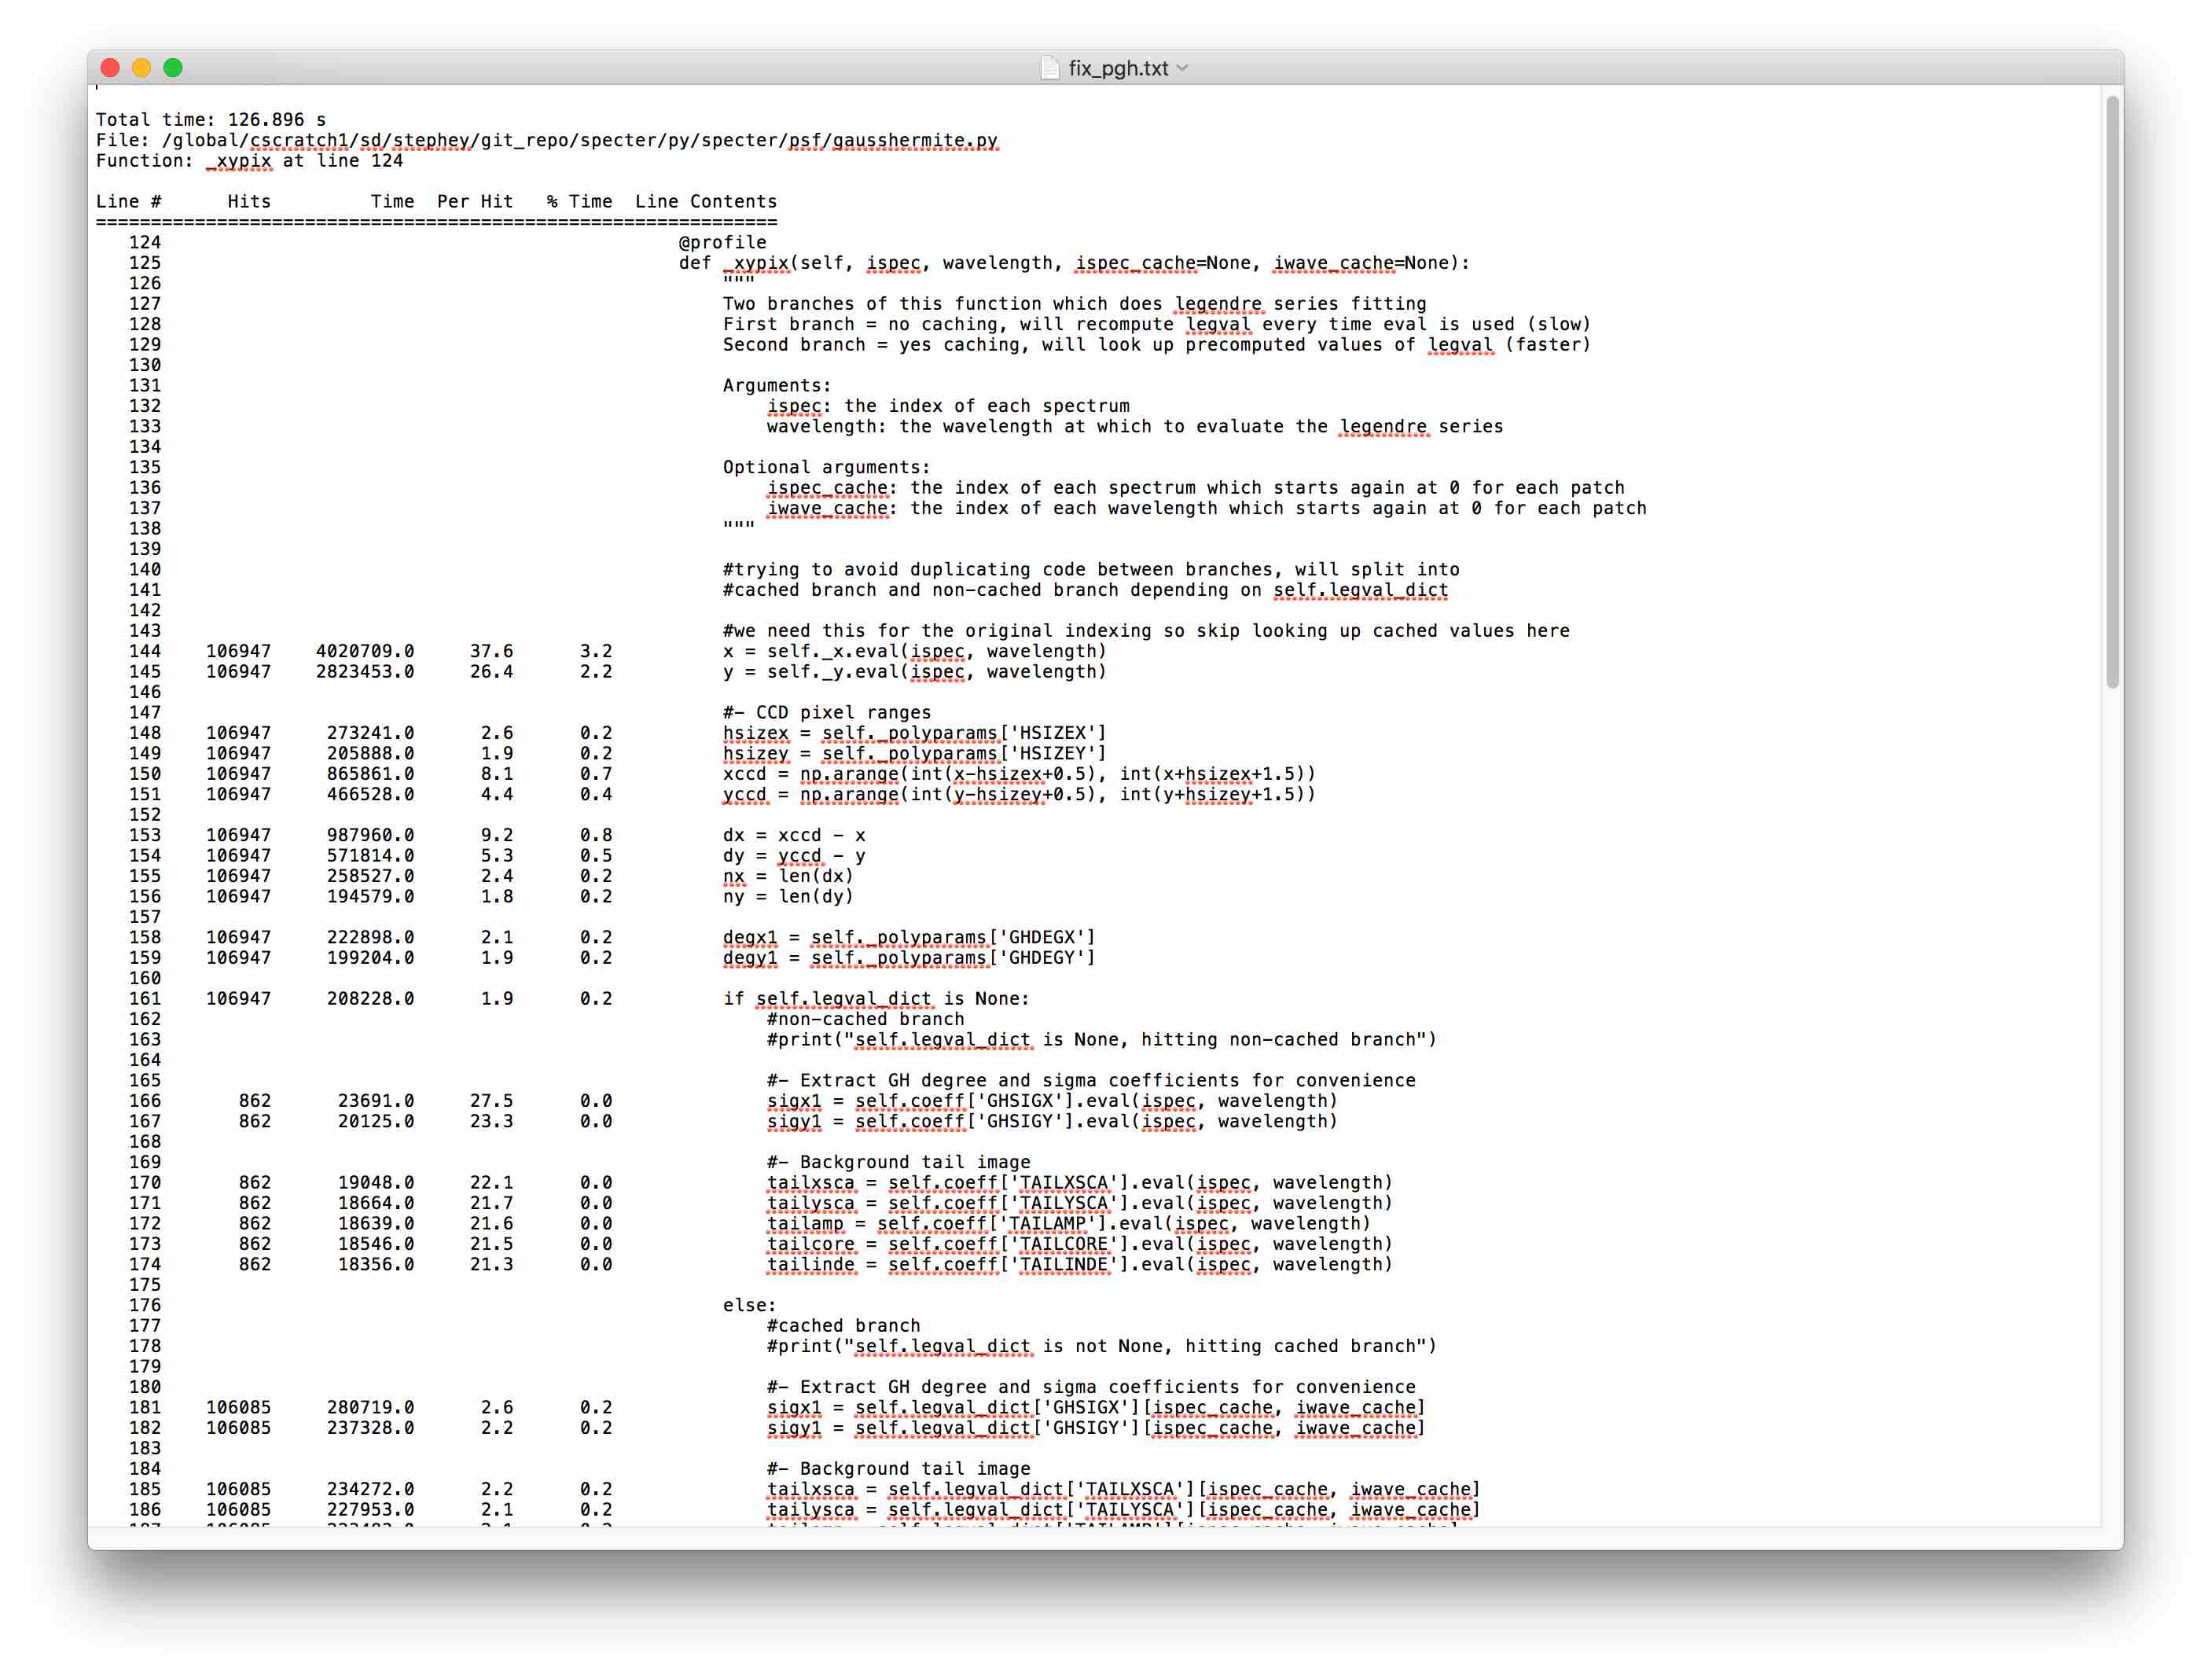 fix_pgh.txt
Total time: 126.896 s
File: /global/cscratch1/sd/stephey/git_repo/specter/py/specter/psf/gausshermite.py
Function: _xypix at line 124
Line #      Hits         Time  Per Hit   % Time  Line Contents
==============================================================
   124                                               @profile
   125                                               def _xypix(self, ispec, wavelength, ispec_cache=None, iwave_cache=None):
   126                                                   """
   127                                                   Two branches of this function which does legendre series fitting
   128                                                   First branch = no caching, will recompute legval every time eval is used (slow)
   129                                                   Second branch = yes caching, will look up precomputed values of legval (faster)
   130
   131                                                   Arguments:
   132                                                       ispec: the index of each spectrum
   133                                                       wavelength: the wavelength at which to evaluate the legendre series
   134
   135                                                   Optional arguments:
   136                                                       ispec_cache: the index of each spectrum which starts again at 0 for each patch
   137                                                       iwave_cache: the index of each wavelength which starts again at 0 for each patch
   138                                                   """
   139
   140                                                   #trying to avoid duplicating code between branches, will split into
   141                                                   #cached branch and non-cached branch depending on self.legval_dict
   142
   143                                                   #we need this for the original indexing so skip looking up cached values here
   144    106947    4020709.0     37.6      3.2          x = self._x.eval(ispec, wavelength)
   145    106947    2823453.0     26.4      2.2          y = self._y.eval(ispec, wavelength)
   146
   147                                                   #- CCD pixel ranges
   148    106947     273241.0      2.6      0.2          hsizex = self._polyparams['HSIZEX']
   149    106947     205888.0      1.9      0.2          hsizey = self._polyparams['HSIZEY']
   150    106947     865861.0      8.1      0.7          xccd = np.arange(int(x-hsizex+0.5), int(x+hsizex+1.5))
   151    106947     466528.0      4.4      0.4          yccd = np.arange(int(y-hsizey+0.5), int(y+hsizey+1.5))
   152
   153    106947     987960.0      9.2      0.8          dx = xccd - x
   154    106947     571814.0      5.3      0.5          dy = yccd - y
   155    106947     258527.0      2.4      0.2          nx = len(dx)
   156    106947     194579.0      1.8      0.2          ny = len(dy)
   157
   158    106947     222898.0      2.1      0.2          degx1 = self._polyparams['GHDEGX']
   159    106947     199204.0      1.9      0.2          degy1 = self._polyparams['GHDEGY']
   160
   161    106947     208228.0      1.9      0.2          if self.legval_dict is None:
   162                                                       #non-cached branch
   163                                                       #print("self.legval_dict is None, hitting non-cached branch")
   164
   165                                                       #- Extract GH degree and sigma coefficients for convenience
   166       862      23691.0     27.5      0.0              sigx1 = self.coeff['GHSIGX'].eval(ispec, wavelength)
   167       862      20125.0     23.3      0.0              sigy1 = self.coeff['GHSIGY'].eval(ispec, wavelength)
   168
   169                                                       #- Background tail image
   170       862      19048.0     22.1      0.0              tailxsca = self.coeff['TAILXSCA'].eval(ispec, wavelength)
   171       862      18664.0     21.7      0.0              tailysca = self.coeff['TAILYSCA'].eval(ispec, wavelength)
   172       862      18639.0     21.6      0.0              tailamp = self.coeff['TAILAMP'].eval(ispec, wavelength)
   173       862      18546.0     21.5      0.0              tailcore = self.coeff['TAILCORE'].eval(ispec, wavelength)
   174       862      18356.0     21.3      0.0              tailinde = self.coeff['TAILINDE'].eval(ispec, wavelength)
   175
   176                                                   else:
   177                                                       #cached branch
   178                                                       #print("self.legval_dict is not None, hitting cached branch")
   179
   180                                                       #- Extract GH degree and sigma coefficients for convenience
   181    106085     280719.0      2.6      0.2              sigx1 = self.legval_dict['GHSIGX'][ispec_cache, iwave_cache]
   182    106085     237328.0      2.2      0.2              sigy1 = self.legval_dict['GHSIGY'][ispec_cache, iwave_cache]
   183
   184                                                       #- Background tail image
   185    106085     234272.0      2.2      0.2              tailxsca = self.legval_dict['TAILXSCA'][ispec_cache, iwave_cache]
   186    106085     227953.0      2.1      0.2              tailysca = self.legval_dict['TAILYSCA'][ispec_cache, iwave_cache]